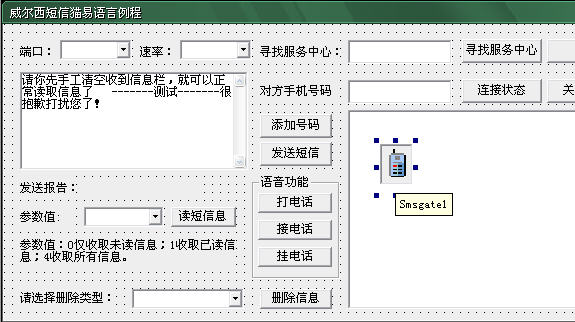 威尔西短信猫易语言例程
端口：
速率：
寻找服务中心：
寻找服务中心
请你先手工请空收到信息栏，就可以正
常读取信息了 -------测试-------很
抱歉打扰您了！
对方手机号码
连接状态
关
添加号码
发送短信
发送报告：
语音功能
打电话
接电话
挂电话
参数值：
读短信息
参数值：0仅收取未读信息；1收取已读信
息；4收取所有信息。
Smsgate1
请选择删除类型：
删除信息